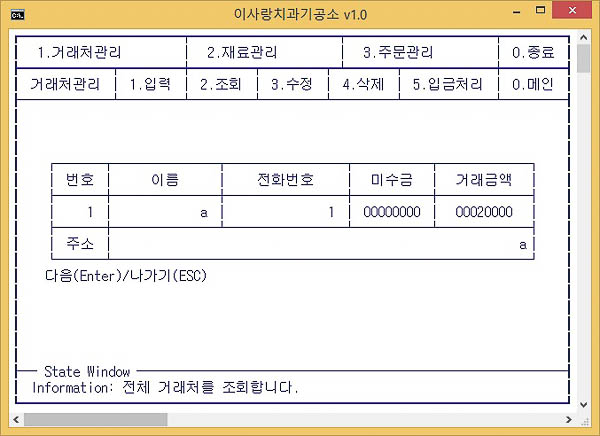 이사랑치과기공소 v1.0
1.거래처관리 2.재료관리 3.주문관리 0.종료
거래처관리 1.입력 2.조회 3.수정 4.삭제 5.입금처리 0.메인
번호 이름 전화번호 미수금 거래금액
1 a 1 00000000 00020000
주소 a
다음(Enter)/나가기(ESC)
State Window
Information: 전체 거래처를 조회합니다.